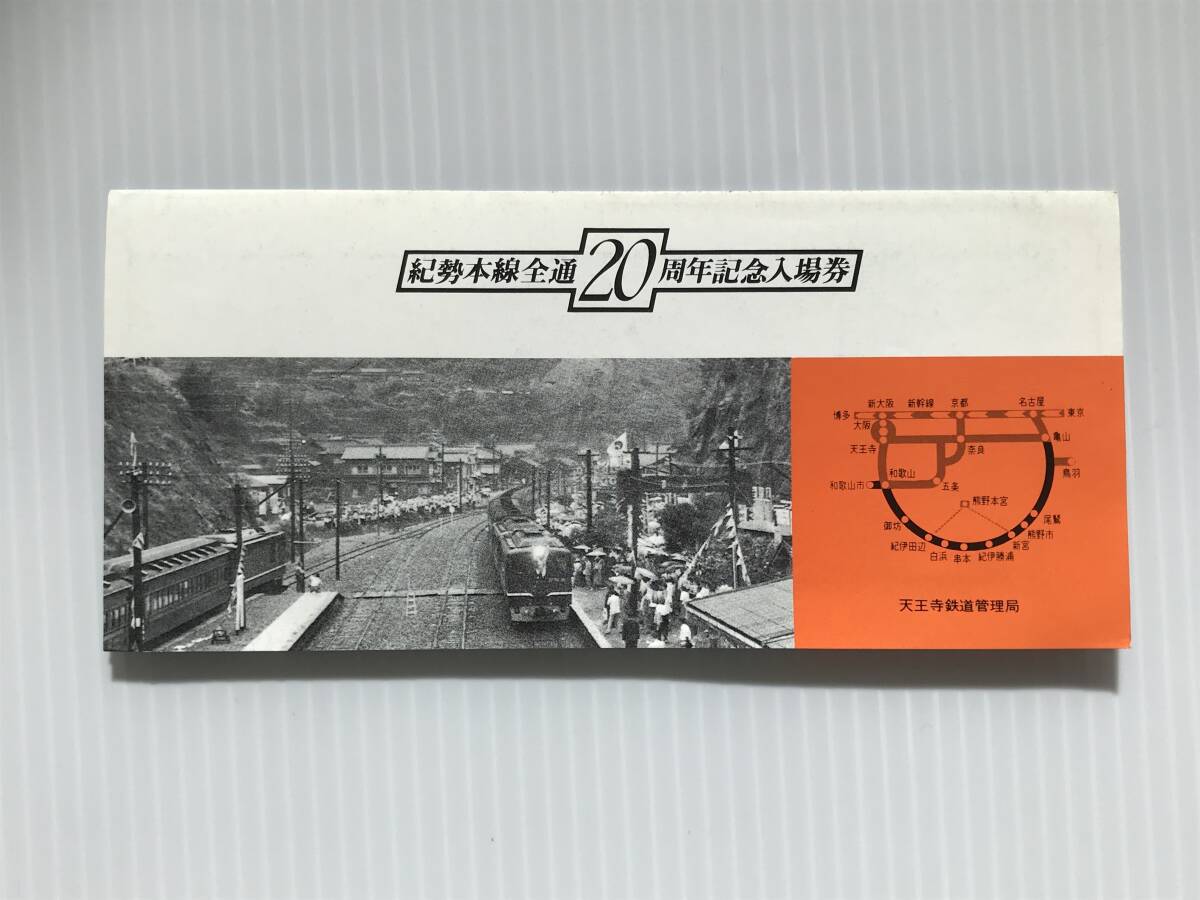 紀勢本線全通20周年記念入場券
博多 新大阪 新幹線 京都 名古屋 東京
大阪
天王寺 奈良 亀山
鳥羽
和歌山
和歌山市 五条
熊野本宮
御坊 尾鷲
紀伊田辺 熊野市
白浜 串本 紀伊勝浦 新宮
天王寺鉄道管理局